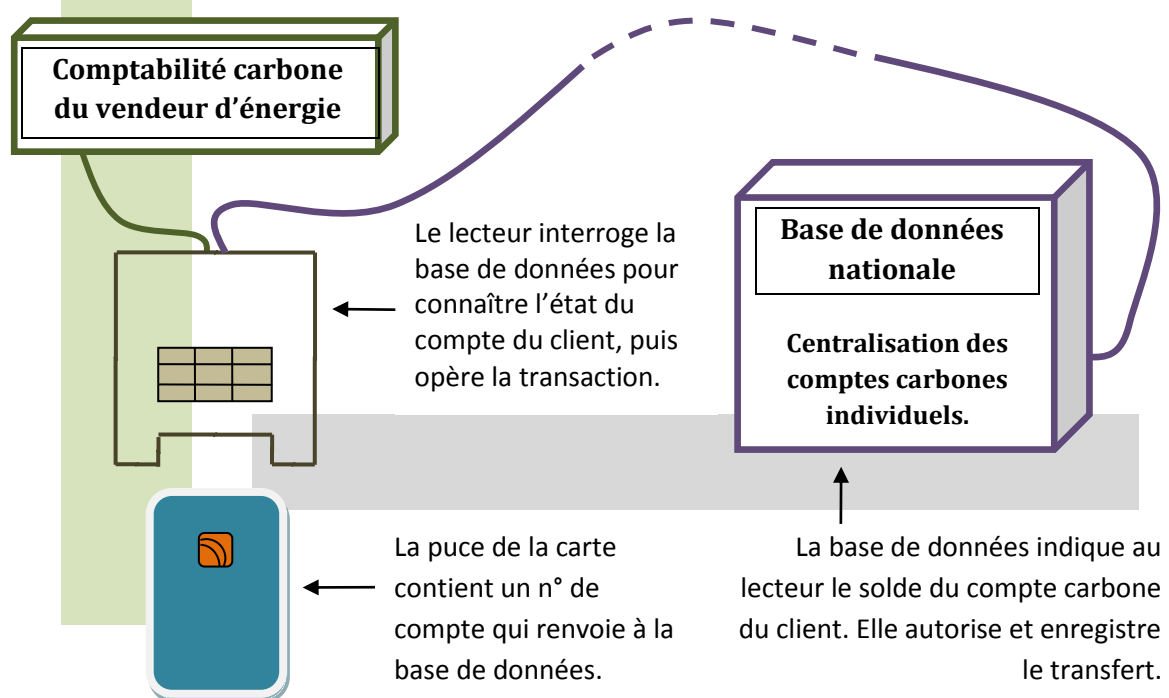 Comptabilité carbone
du vendeur d’énergie
Le lecteur interroge la
base de données pour
connaître l’état du
compte du client, puis
opère la transaction.
Base de données
nationale
Centralisation des
comptes carbones
individuels.
La puce de la carte
contient un n° de
compte qui renvoie à la
base de données.
La base de données indique au
lecteur le solde du compte carbone
du client. Elle autorise et enregistre
le transfert.